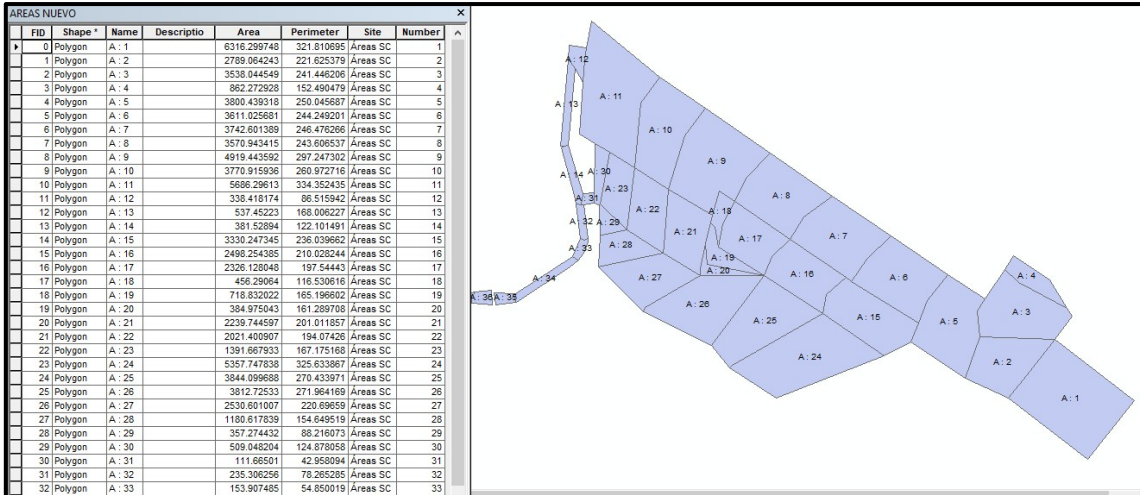 AREAS NUEVO ×
FID Shape * Name Descriptio Area Perimeter Site Number
0 Polygon A : 1 6316.299748 321.810695 Áreas SC 1
1 Polygon A : 2 2789.064243 221.625379 Áreas SC 2
2 Polygon A : 3 3538.044549 241.446206 Áreas SC 3
3 Polygon A : 4 862.272928 152.490479 Áreas SC 4
4 Polygon A : 5 3800.439318 250.045687 Áreas SC 5
5 Polygon A : 6 3611.025681 244.249201 Áreas SC 6
6 Polygon A : 7 3742.601389 246.476266 Áreas SC 7
7 Polygon A : 8 3570.943415 243.606537 Áreas SC 8
8 Polygon A : 9 4919.443592 297.247302 Áreas SC 9
9 Polygon A : 10 3770.915936 260.972716 Áreas SC 10
10 Polygon A : 11 5686.29613 334.352435 Áreas SC 11
11 Polygon A : 12 338.418174 86.515942 Áreas SC 12
12 Polygon A : 13 537.45223 168.006227 Áreas SC 13
13 Polygon A : 14 381.52894 122.101491 Áreas SC 14
14 Polygon A : 15 3330.247345 236.039662 Áreas SC 15
15 Polygon A : 16 2498.254385 210.028244 Áreas SC 16
16 Polygon A : 17 2326.128048 197.54443 Áreas SC 17
17 Polygon A : 18 456.29064 116.530616 Áreas SC 18
18 Polygon A : 19 718.832022 165.196602 Áreas SC 19
19 Polygon A : 20 384.975043 161.289708 Áreas SC 20
20 Polygon A : 21 2239.744597 201.011857 Áreas SC 21
21 Polygon A : 22 2021.400907 194.07426 Áreas SC 22
22 Polygon A : 23 1391.667933 167.175168 Áreas SC 23
23 Polygon A : 24 5357.747838 325.633867 Áreas SC 24
24 Polygon A : 25 3844.099688 270.433971 Áreas SC 25
25 Polygon A : 26 3812.72533 271.964169 Áreas SC 26
26 Polygon A : 27 2530.601007 220.69659 Áreas SC 27
27 Polygon A : 28 1180.617839 154.649519 Áreas SC 28
28 Polygon A : 29 357.274432 88.216073 Áreas SC 29
29 Polygon A : 30 509.048204 124.878058 Áreas SC 30
30 Polygon A : 31 111.66501 42.958094 Áreas SC 31
31 Polygon A : 32 235.306256 78.265285 Áreas SC 32
32 Polygon A : 33 153.907485 54.850019 Áreas SC 33
A : 12
A : 11
A : 13
A : 10
A : 9
A : 14
A : 30
A : 23
A : 8
A : 31
A : 22
A : 18
A : 32
A : 29
A : 21
A : 17
A : 7
A : 28
A : 33
A : 19
A : 20
A : 16
A : 6
A : 4
A : 34
A : 27
A : 36
A : 35
A : 26
A : 25
A : 15
A : 5
A : 3
A : 24
A : 2
A : 1